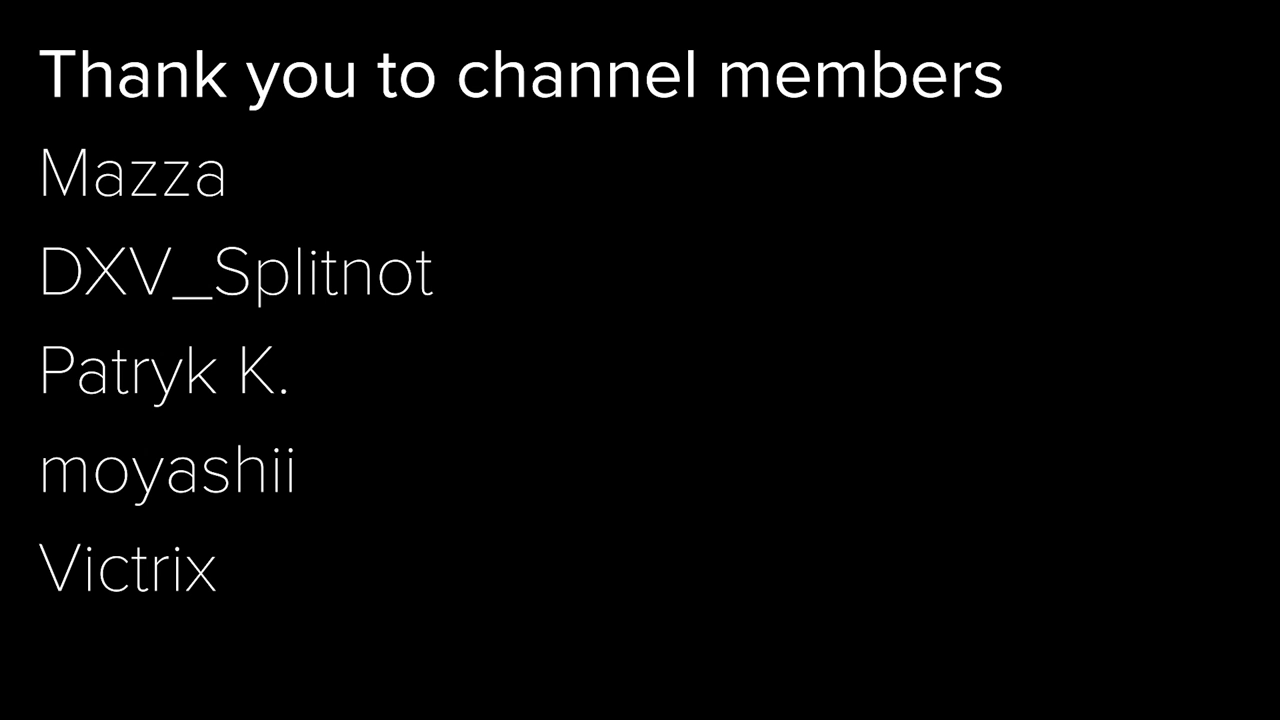 Thank you to channel members
Mazza
DXV_Splitnot
Patryk K.
moyashii
Victrix